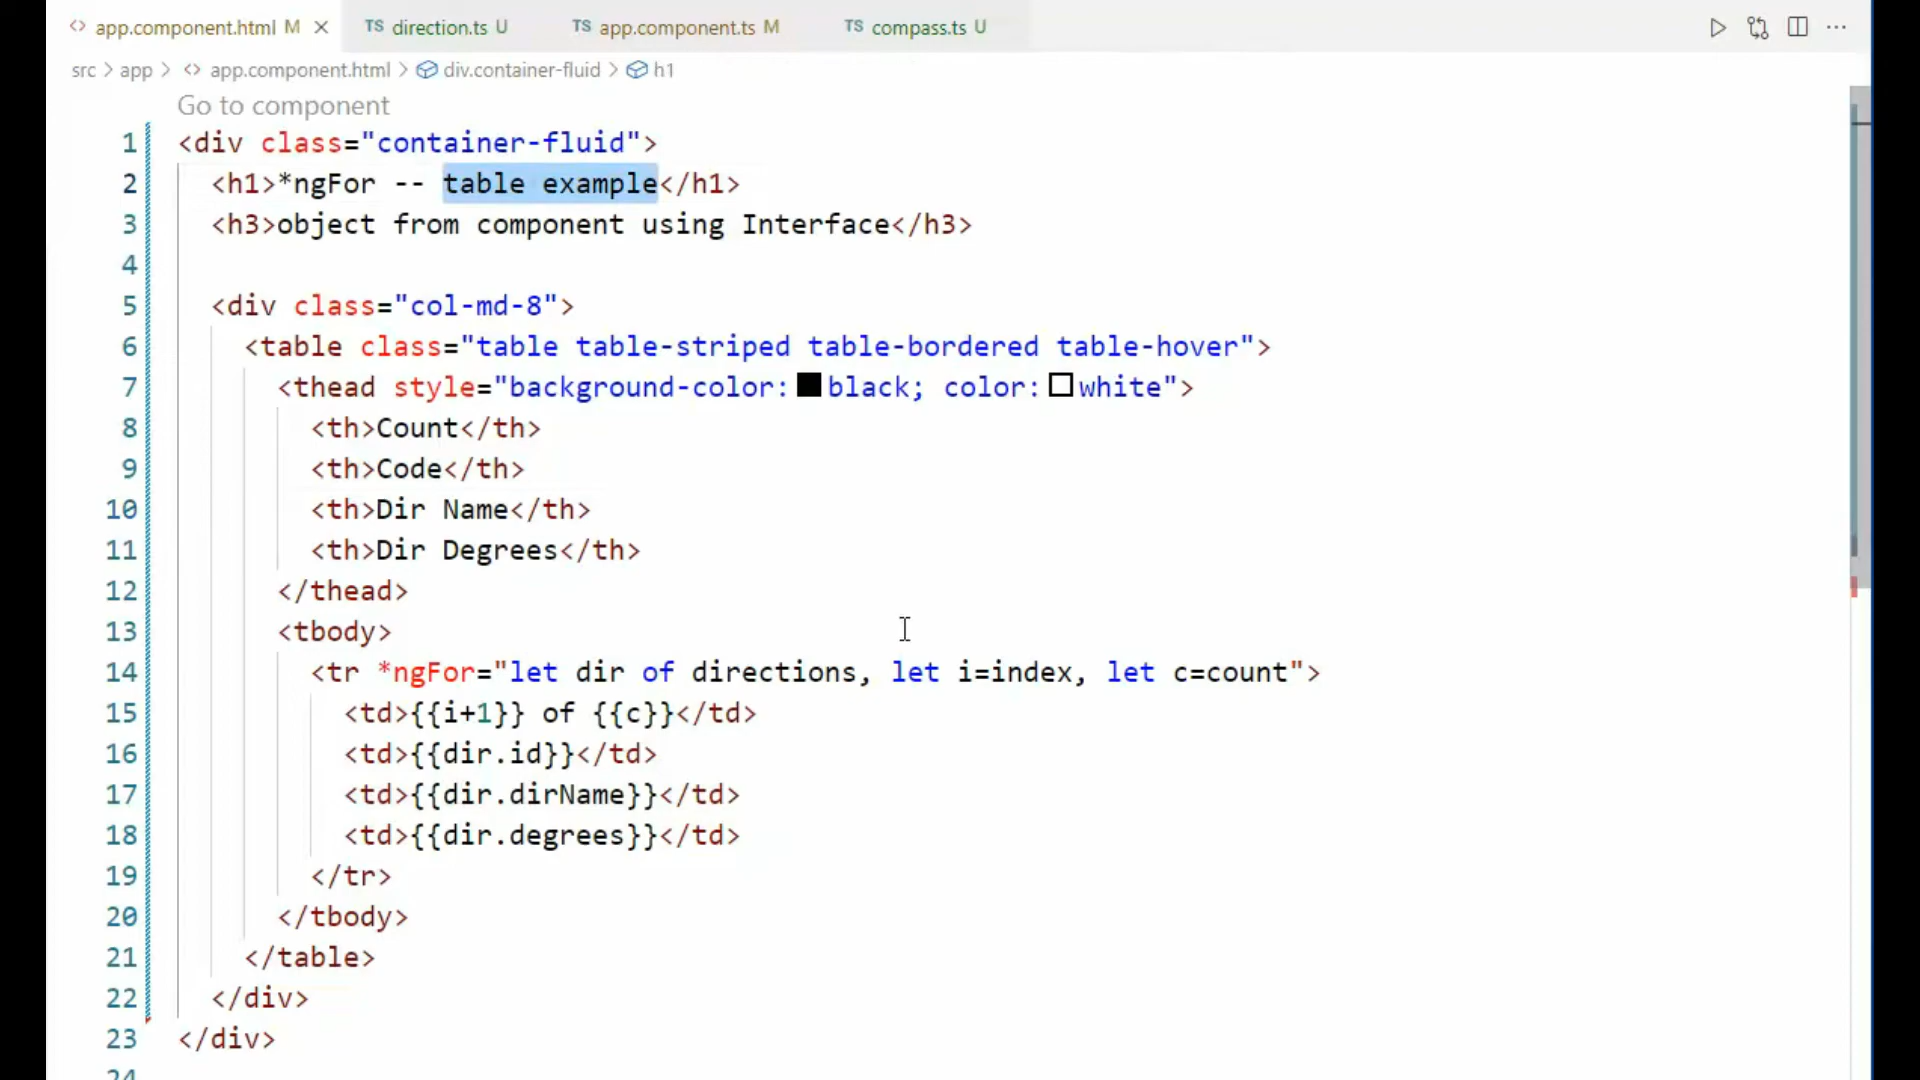 app.component.html M TS direction.ts U TS app.component.ts M TS compass.ts U
src > app > <> app.component.html > div.container-fluid > h1
Go to component
1 <div class="container-fluid">
2 <h1>*ngFor -- table example</h1>
3 <h3>object from component using Interface</h3>
4
5 <div class="col-md-8">
6 <table class="table table-striped table-bordered table-hover">
7 <thead style="background-color: black; color: white">
8 <th>Count</th>
9 <th>Code</th>
10 <th>Dir Name</th>
11 <th>Dir Degrees</th>
12 </thead>
13 <tbody>
14 <tr *ngFor="let dir of directions, let i=index, let c=count">
15 <td>{{i+1}} of {{c}}</td>
16 <td>{{dir.id}}</td>
17 <td>{{dir.dirName}}</td>
18 <td>{{dir.degrees}}</td>
19 </tr>
20 </tbody>
21 </table>
22 </div>
23 </div>
24